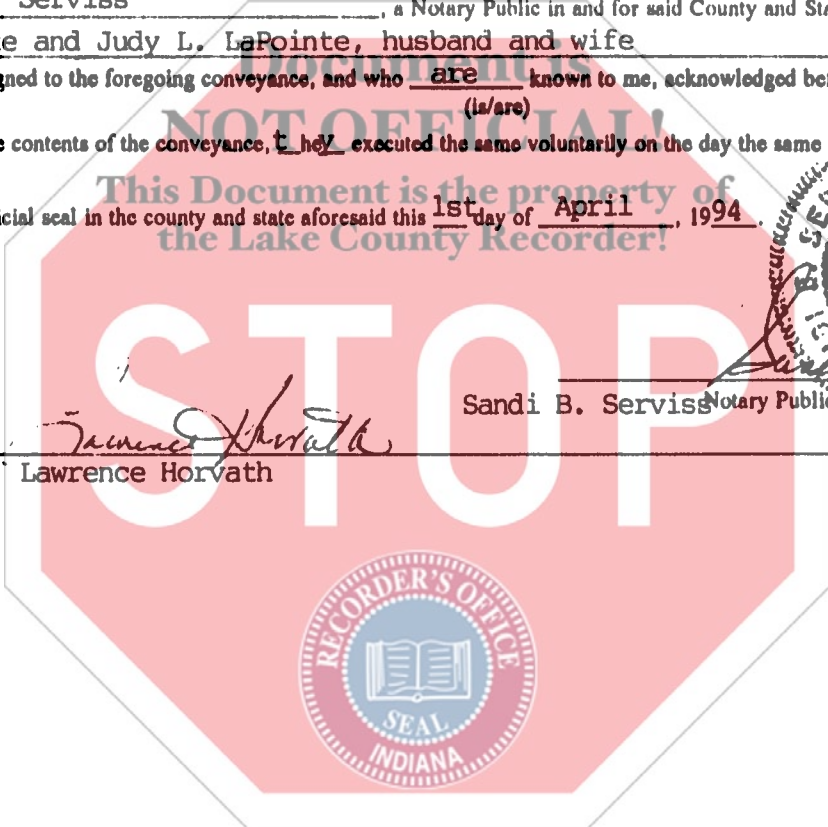 Serviss , a Notary Public in and for said County and Sta
e and Judy L. LaPointe, husband and wife
Document is
gned to the foregoing conveyance, and who are known to me, acknowledged be
(is/are)
NOT OFFICIAL!
e contents of the conveyance, t hey executed the same voluntarily on the day the same
This Document is the property of
cial seal in the county and state aforesaid this 1st day of April , 1994 .
the Lake County Recorder!
STOP
Sandi B. Serviss Notary Public
Lawrence Horvath
Lawrence Horvath
RECORDER'S OFFICE
SEAL
INDIANA